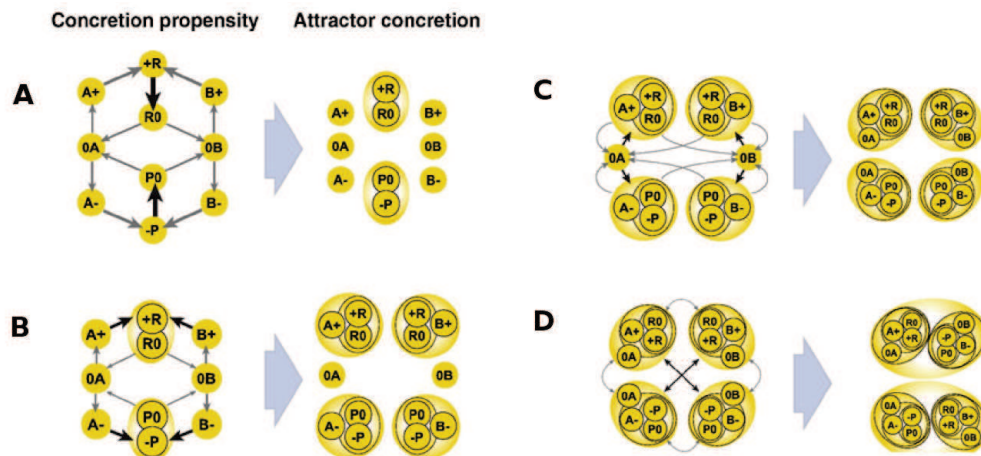 Concretion propensity Attractor concretion
A
+R
A+ B+
R0
0A 0B
P0
A- B-
-P
+R
A+ R0 B+
0A 0B
A- P0 B-
-P
B
+R
A+ B+
R0
0A 0B
P0
A- B-
-P
+R +R
A+ B+
R0 R0
0A 0B
P0 P0
A- B-
-P -P
C
+R +R
A+ B+
R0 R0
0A 0B
P0 P0
A- B-
-P -P
+R +R
A+ B+
R0 R0
0A 0B
0A 0B
P0 P0
A- B-
-P -P
D
R0 R0
A+ B+
+R +R
0A 0B
0A 0B
-P -P
A- B-
P0 P0
R0 0B
A+ -P
+R B-
0A P0
0A R0
-P B+
A- +R
P0 0B